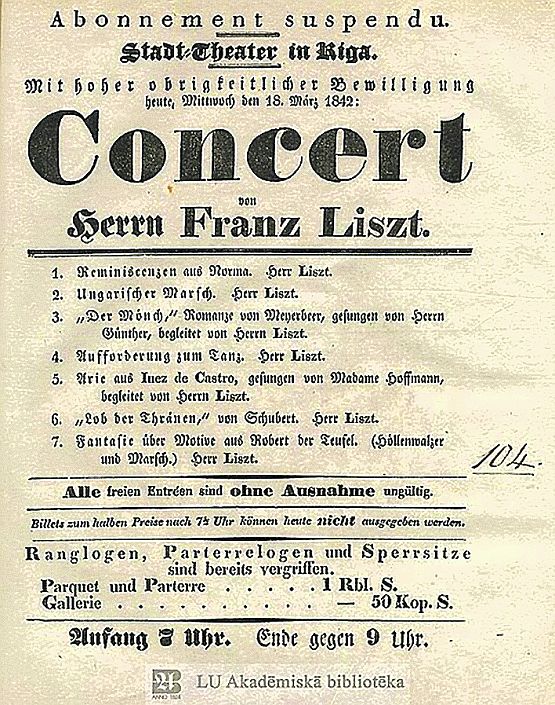 Abonnement suspendu.
Stadt-Theater in Riga.
Mit hoher obrigkeitlicher Bewilligung
heute, Mittwoch den 18. März 1842:
Concert
von
Herrn Franz Liszt.
1. Reminiscenzen aus Norma. Herr Liszt.
2. Ungarischer Marsch. Herr Liszt.
3. „Der Mönch,“ Romanze von Meyerbeer, gesungen von Herrn
Günther, begleitet von Herrn Liszt.
4. Aufforderung zum Tanz. Herr Liszt.
5. Arie aus Inez de Castro, gesungen von Madame Hoffmann,
begleitet von Herrn Liszt.
6. „Lob der Thränen,“ von Schubert. Herr Liszt.
7. Fantasie über Motive aus Robert der Teufel. (Höllenwalzer
und Marsch.) Herr Liszt.
104.
Alle freien Entréen sind ohne Ausnahme ungültig.
Billets zum halben Preise nach 7½ Uhr können heute nicht ausgegeben werden.
Ranglogen, Parterrelogen und Sperrsitze
sind bereits vergriffen.
Parquet und Parterre . . . . . 1 Rbl. S.
Gallerie . . . . . . . . . . — 50 Kop. S.
Anfang Uhr. Ende gegen 9 Uhr.
LU Akadēmiskā bibliotēka
ANNO 1524